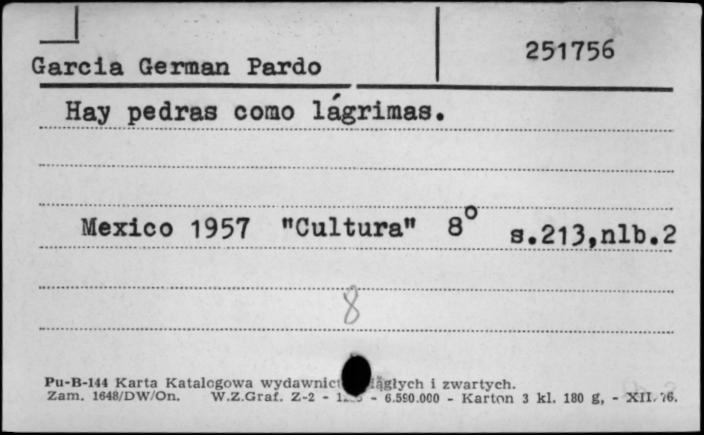 251756
Garcia German Pardo
Hay pedras como lágrimas.
Mexico 1957 "Cultura" 8° s.213,nlb.2
8
Pu-B-144 Karta Katalogowa wydawnict i zwartych.
Zam. 1648/DW/On. W.Z.Graf. Z-2 - - 6.590.000 - Karton 3 kl. 180 g, - XII.76.